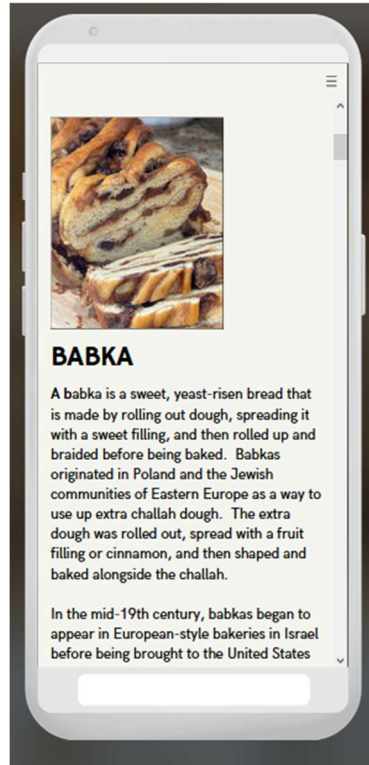 BABKA
A babka is a sweet, yeast-risen bread that
is made by rolling out dough, spreading it
with a sweet filling, and then rolled up and
braided before being baked.  Babkas
originated in Poland and the Jewish
communities of Eastern Europe as a way to
use up extra challah dough.  The extra
dough was rolled out, spread with a fruit
filling or cinnamon, and then shaped and
baked alongside the challah.
In the mid-19th century, babkas began to
appear in European-style bakeries in Israel
before being brought to the United States